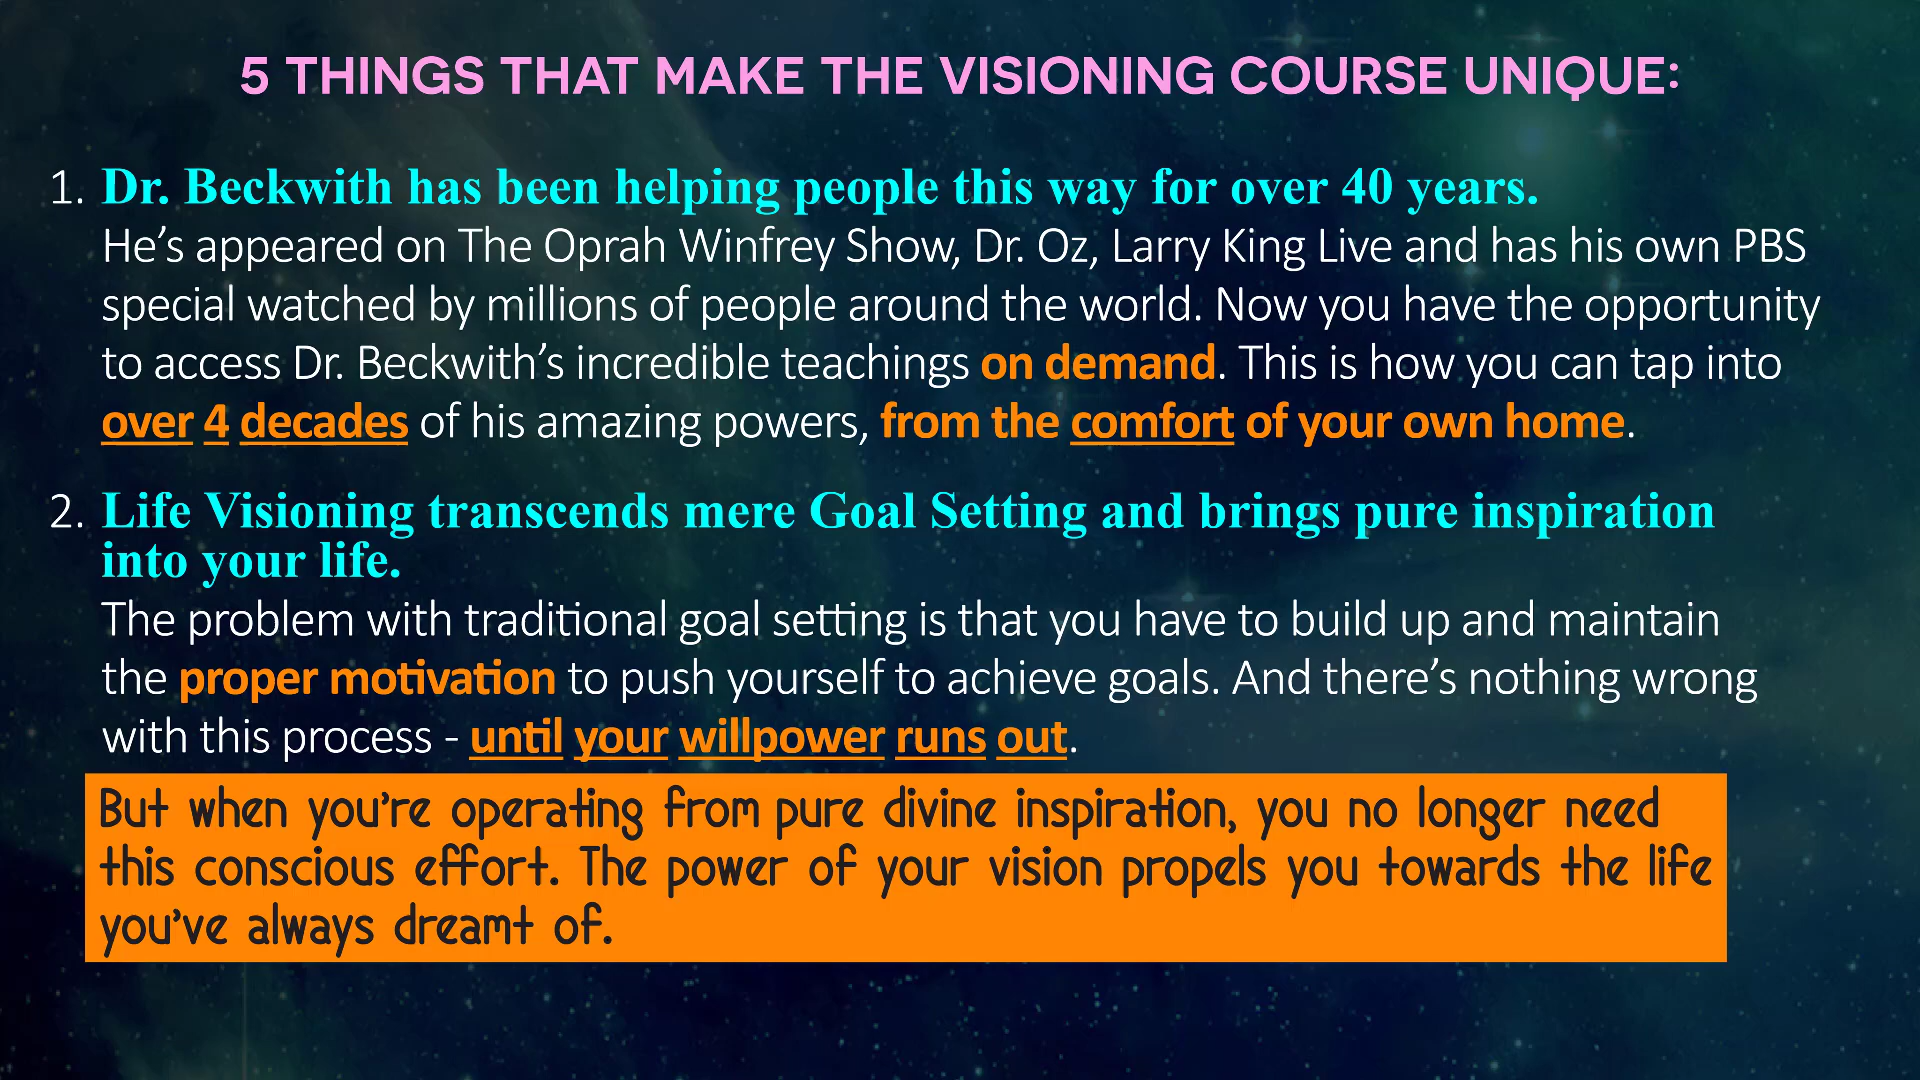 5 THINGS THAT MAKE THE VISIONING COURSE UNIQUE:
1. Dr. Beckwith has been helping people this way for over 40 years.
He’s appeared on The Oprah Winfrey Show, Dr. Oz, Larry King Live and has his own PBS
special watched by millions of people around the world. Now you have the opportunity
to access Dr. Beckwith’s incredible teachings on demand. This is how you can tap into
over 4 decades of his amazing powers, from the comfort of your own home.
2. Life Visioning transcends mere Goal Setting and brings pure inspiration
into your life.
The problem with traditional goal setting is that you have to build up and maintain
the proper motivation to push yourself to achieve goals. And there’s nothing wrong
with this process - until your willpower runs out.
But when you’re operating from pure divine inspiration, you no longer need
this conscious effort. The power of your vision propels you towards the life
you’ve always dreamt of.